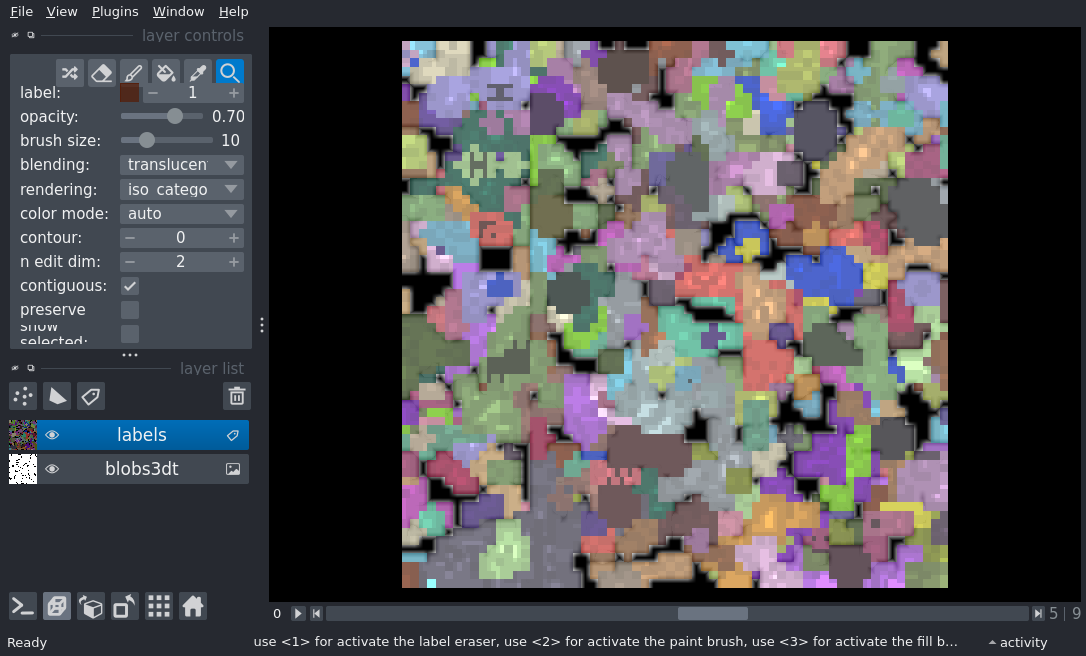 File View Plugins Window Help
layer controls
label: 1
opacity: 0.70
brush size: 10
blending: translucen
rendering: iso_catego
color mode: auto
contour: 0
n edit dim: 2
contiguous:
preserve
show
selected:
layer list
labels
blobs3dt
0 5 | 9
Ready use <1> for activate the label eraser, use <2> for activate the paint brush, use <3> for activate the fill b... activity